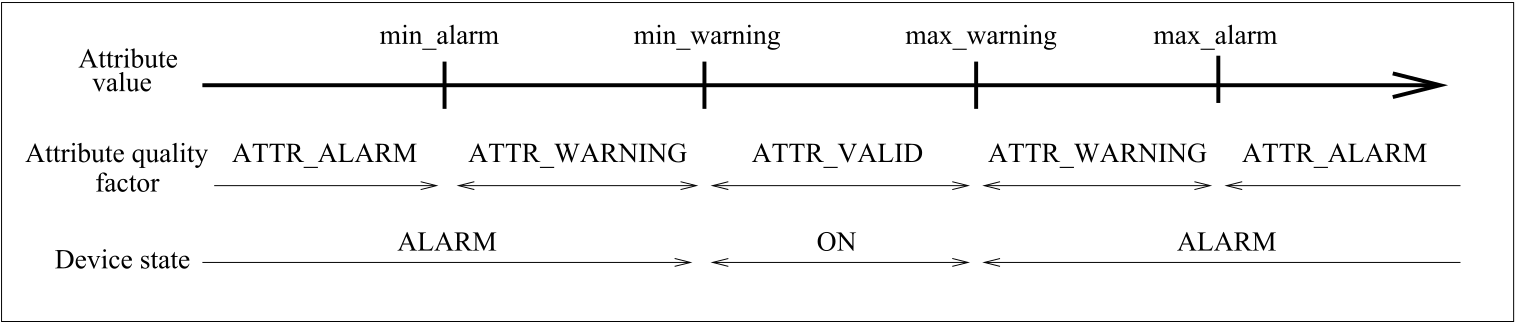 min_alarm min_warning max_warning max_alarm
Attribute
value
Attribute quality ATTR_ALARM ATTR_WARNING ATTR_VALID ATTR_WARNING ATTR_ALARM
factor
ALARM ON ALARM
Device state